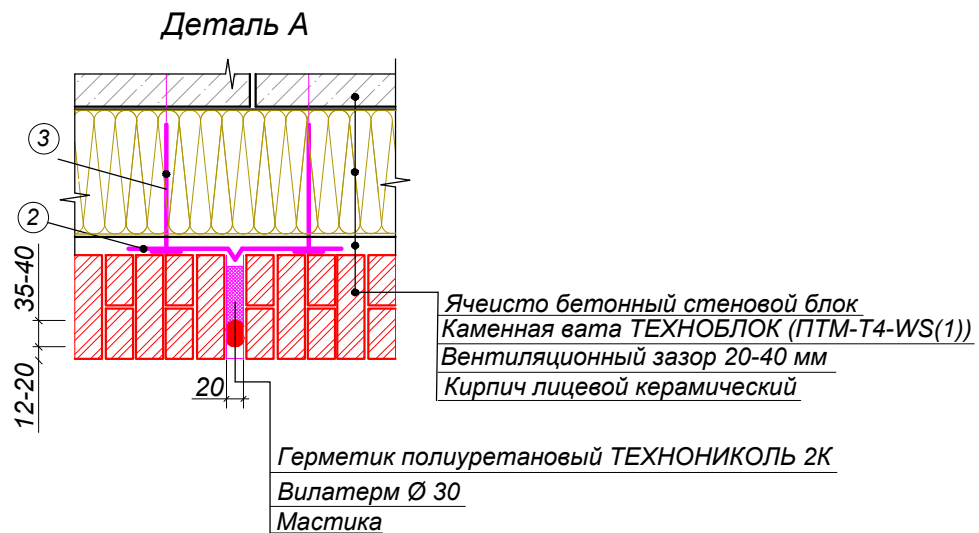 Деталь А
3
2
35-40
12-20
20
Ячеисто бетонный стеновой блок
Каменная вата ТЕХНОБЛОК (ПТМ-Т4-WS(1))
Вентиляционный зазор 20-40 мм
Кирпич лицевой керамический
Герметик полиуретановый ТЕХНОНИКОЛЬ 2К
Вилатерм Ø 30
Мастика